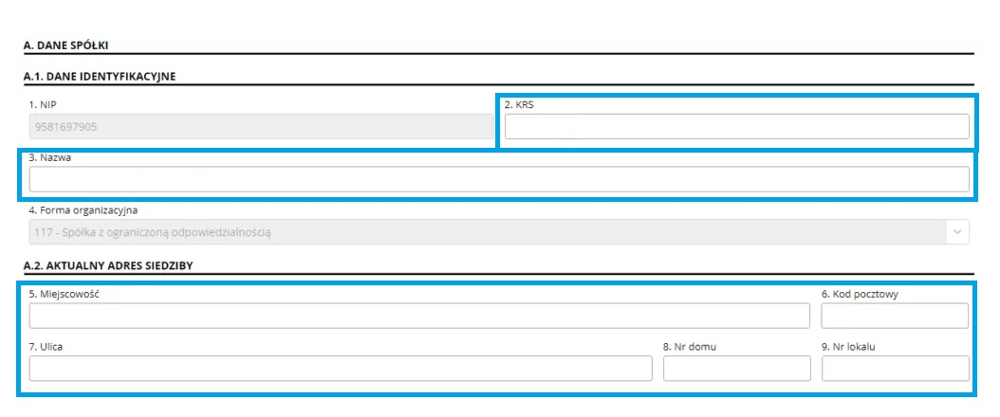 A. DANE SPÓŁKI
A.1. DANE IDENTYFIKACYJNE
1. NIP
2. KRS
9581697905
3. Nazwa
4. Forma organizacyjna
117 - Spółka z ograniczoną odpowiedzialnością
A.2. AKTUALNY ADRES SIEDZIBY
5. Miejscowość
6. Kod pocztowy
7. Ulica
8. Nr domu
9. Nr lokalu